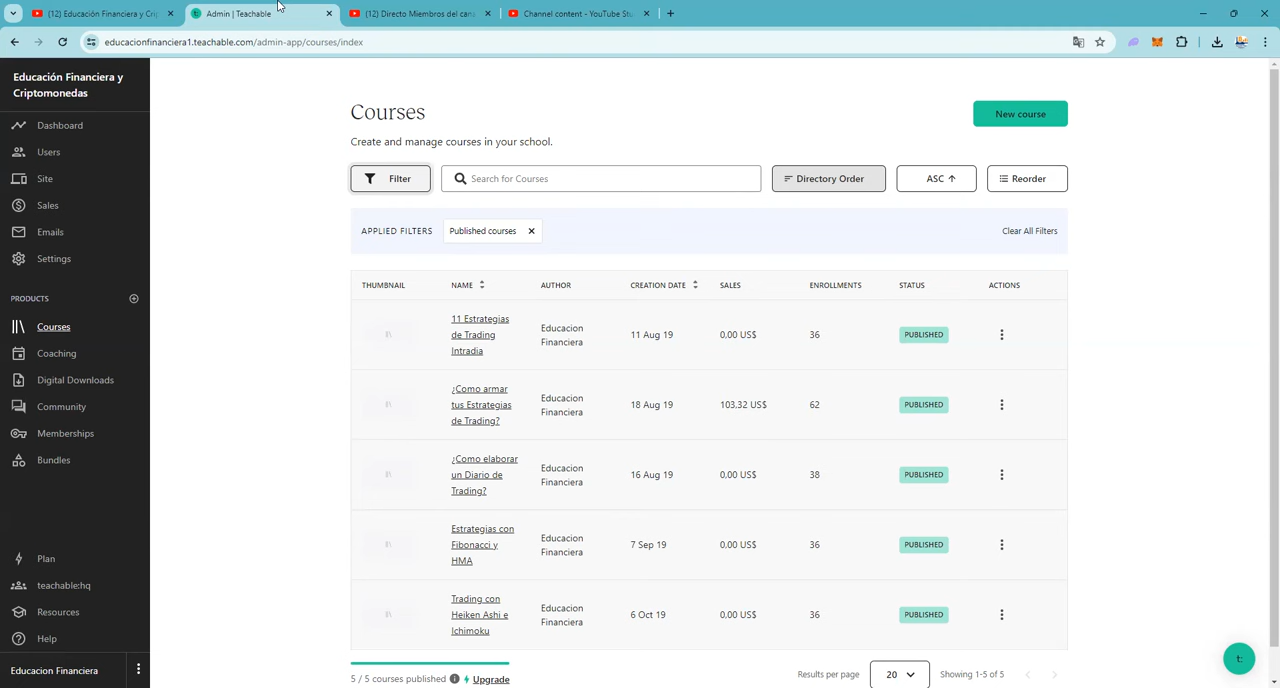 (12) Educación Financiera y Cri
Admin | Teachable
(12) Directo Miembros del cana
Channel content - YouTube Stu
educacionfinanciera1.teachable.com/admin-app/courses/index
Educación Financiera y
Criptomonedas
Dashboard
Users
Site
Sales
Emails
Settings
PRODUCTS
Courses
Coaching
Digital Downloads
Community
Memberships
Bundles
Plan
teachable:hq
Resources
Help
Educacion Financiera
Courses
New course
Create and manage courses in your school.
Filter
Search for Courses
Directory Order
ASC ↑
Reorder
APPLIED FILTERS
Published courses ×
Clear All Filters
THUMBNAIL NAME AUTHOR CREATION DATE SALES ENROLLMENTS STATUS ACTIONS
11 Estrategias
de Trading
Intradia
Educacion
Financiera
11 Aug 19
0,00 US$
36
PUBLISHED
¿Como armar
tus Estrategias
de Trading?
Educacion
Financiera
18 Aug 19
103,32 US$
62
PUBLISHED
¿Como elaborar
un Diario de
Trading?
Educacion
Financiera
16 Aug 19
0,00 US$
38
PUBLISHED
Estrategias con
Fibonacci y
HMA
Educacion
Financiera
7 Sep 19
0,00 US$
36
PUBLISHED
Trading con
Heiken Ashi e
Ichimoku
Educacion
Financiera
6 Oct 19
0,00 US$
36
PUBLISHED
5 / 5 courses published
Upgrade
Results per page
20
Showing 1-5 of 5
t: